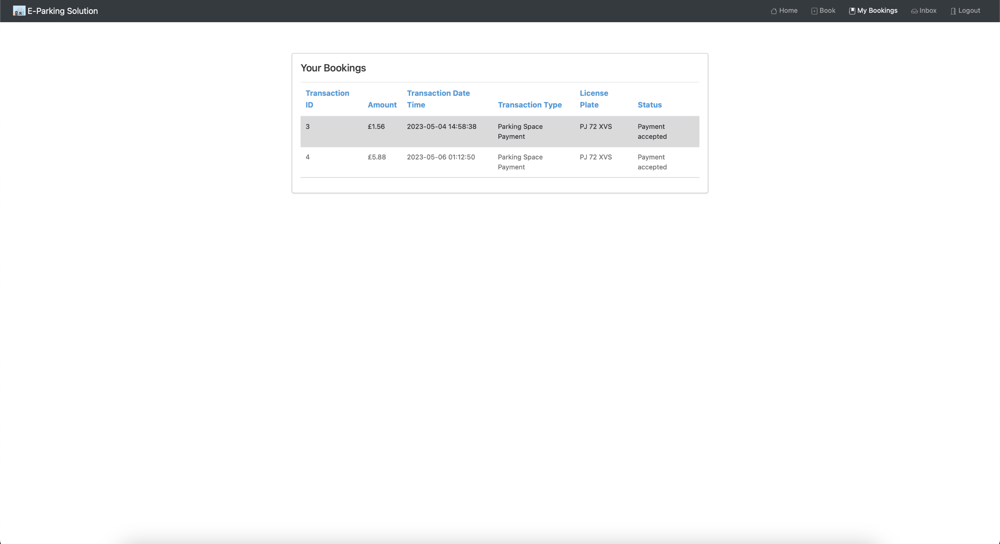 E-Parking Solution
Home Book My Bookings Inbox Logout
Your Bookings
Transaction ID Amount Transaction Date Time Transaction Type License Plate Status
3 £1.56 2023-05-04 14:58:38 Parking Space Payment PJ 72 XVS Payment accepted
4 £5.88 2023-05-06 01:12:50 Parking Space Payment PJ 72 XVS Payment accepted